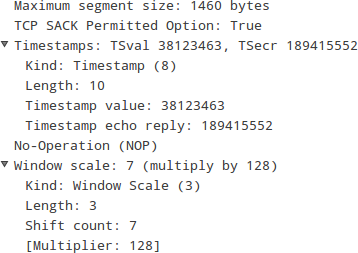 Maximum segment size: 1460 bytes
TCP SACK Permitted Option: True
Timestamps: TSval 38123463, TSecr 189415552
Kind: Timestamp (8)
Length: 10
Timestamp value: 38123463
Timestamp echo reply: 189415552
No-Operation (NOP)
Window scale: 7 (multiply by 128)
Kind: Window Scale (3)
Length: 3
Shift count: 7
[Multiplier: 128]